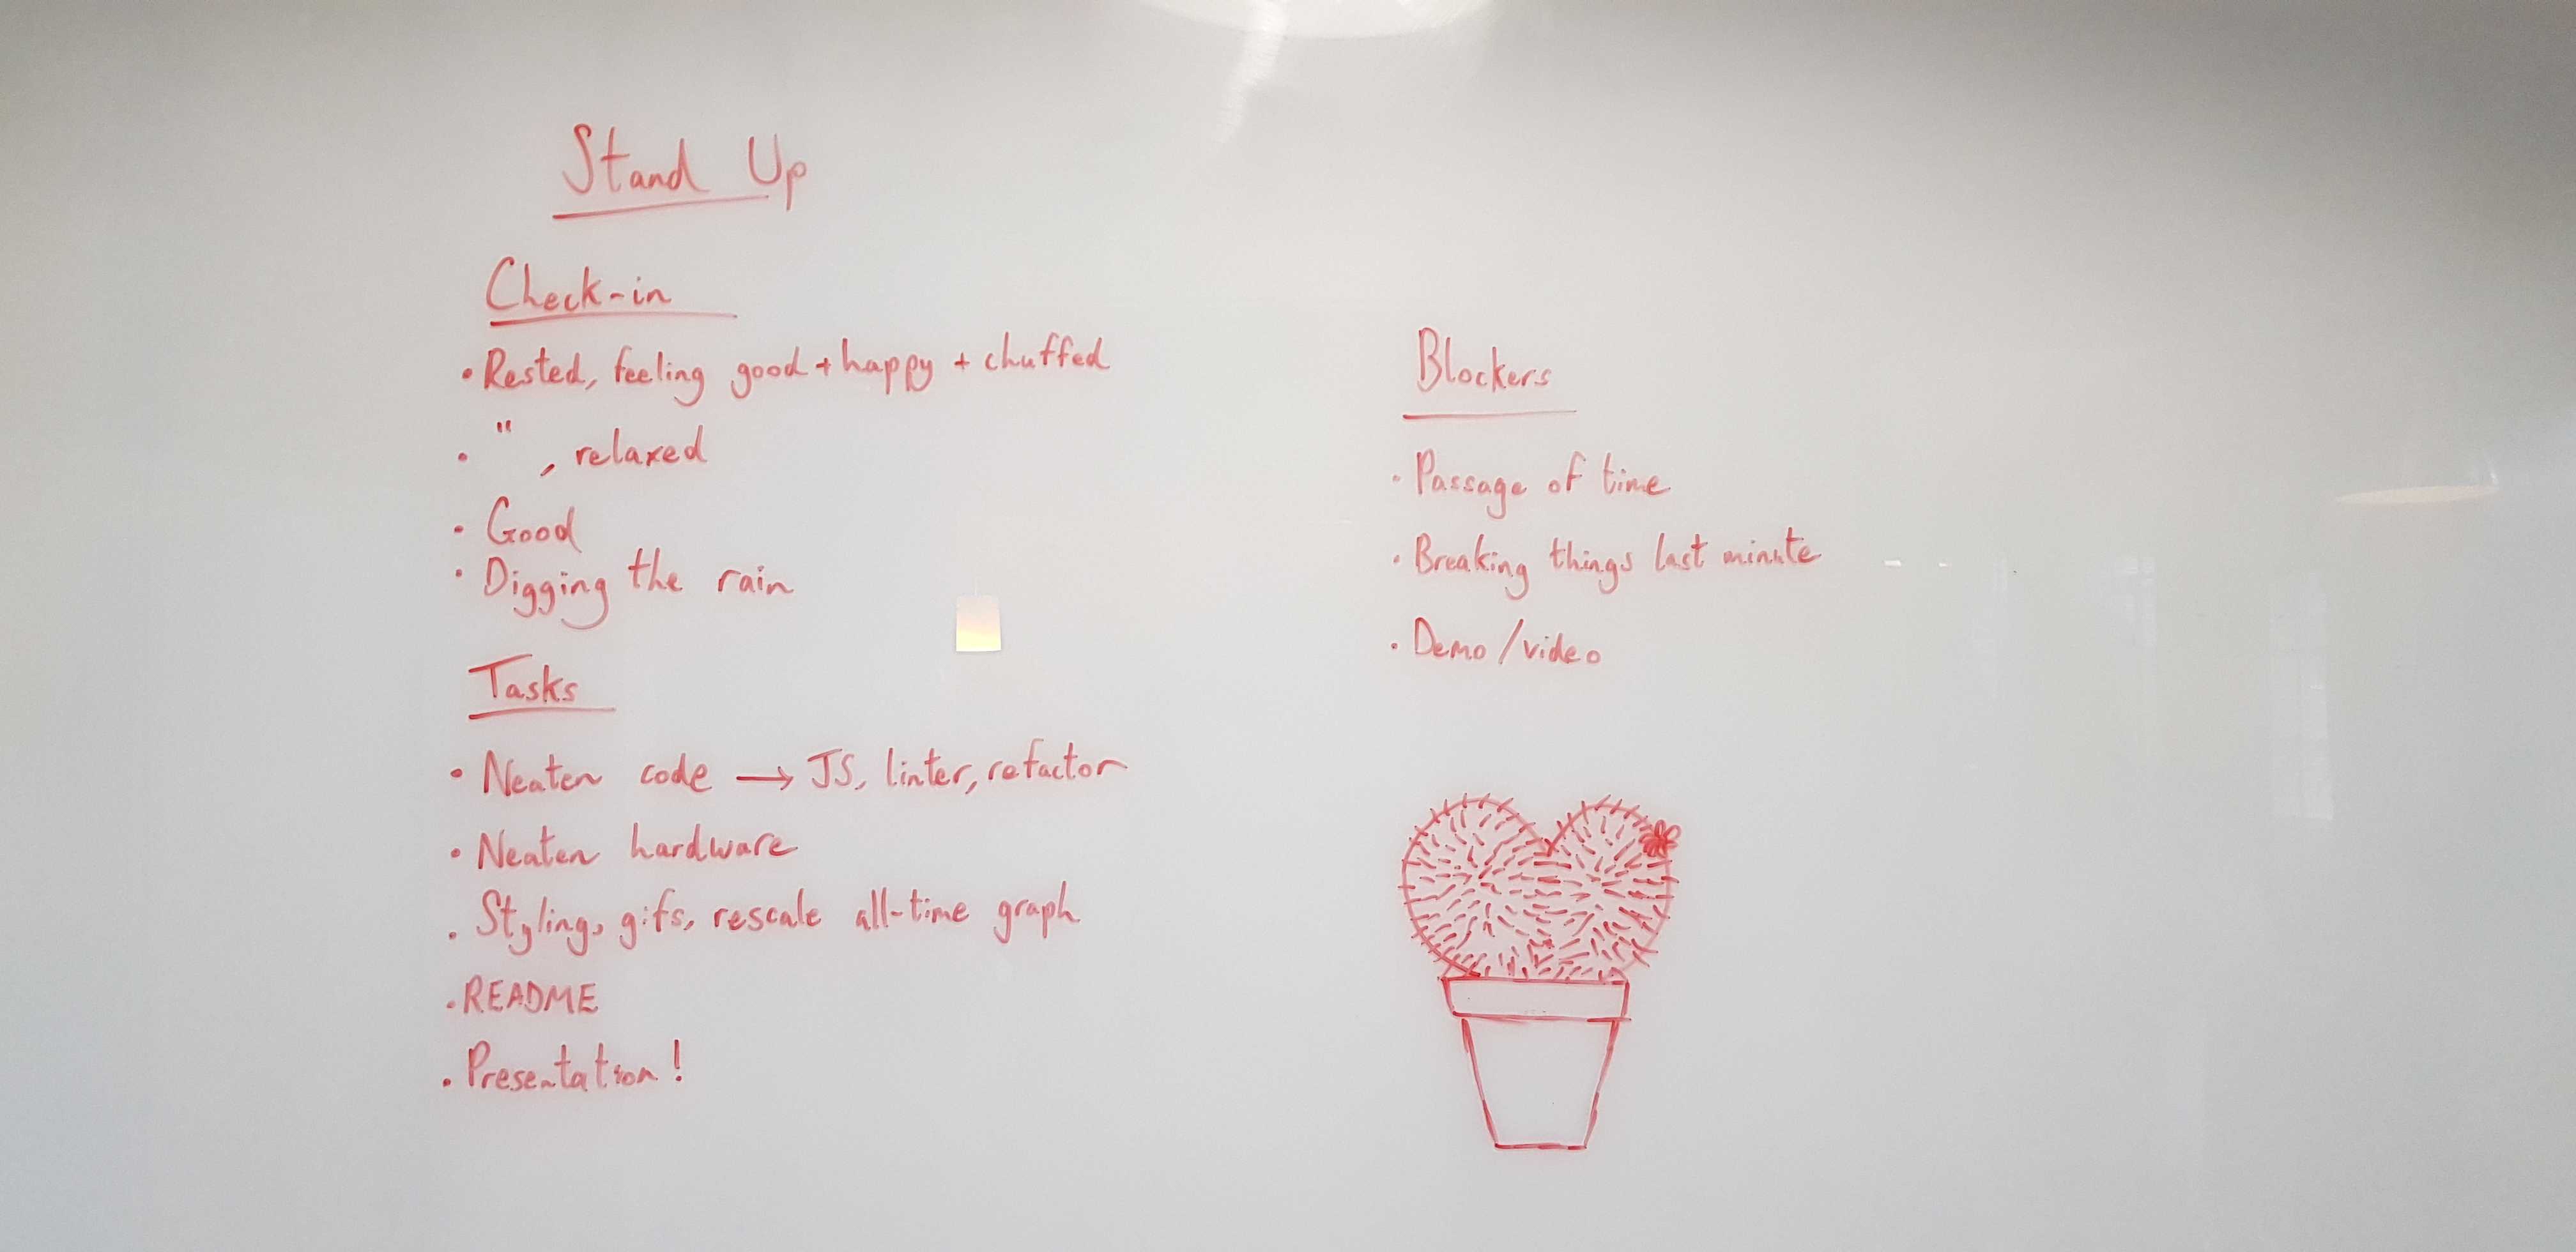 Stand Up
Check-in
• Rested, feeling good + happy + chuffed
• " , relaxed
• Good
• Digging the rain
Tasks
• Neaten code → JS, linter, refactor
• Neaten hardware
• Styling, gifs, rescale all-time graph
• README
• Presentation!
Blockers
• Passage of time
• Breaking things last minute
• Demo/video